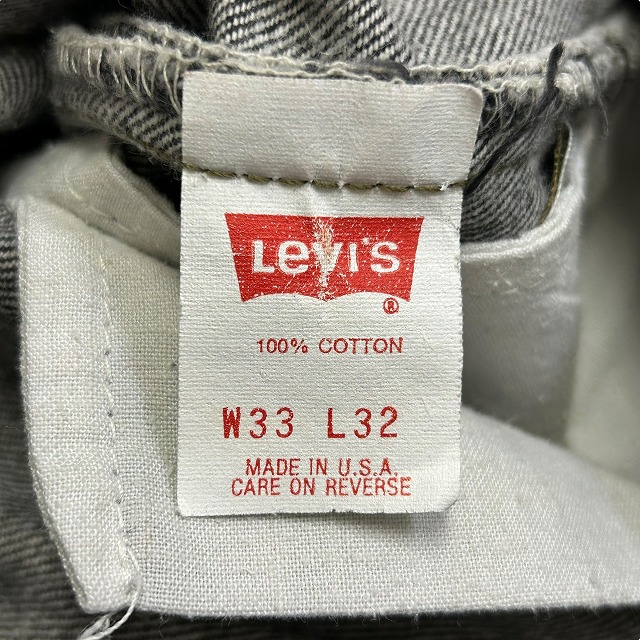 Levi's
®
100% COTTON
W33 L32
MADE IN U.S.A.
CARE ON REVERSE